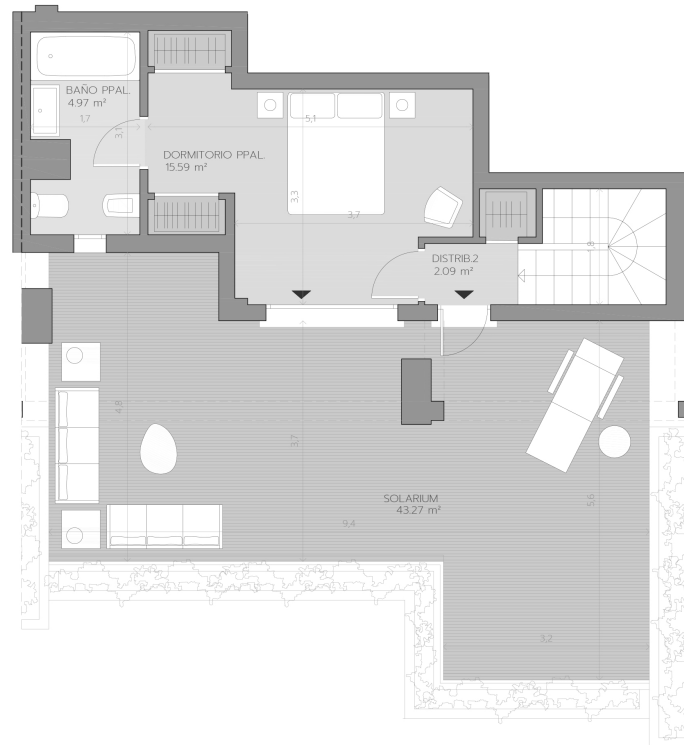 BAÑO PPAL.
4.97 m²
1,7
3,1
5,1
DORMITORIO PPAL.
15.59 m²
3,3
3,7
1,8
DISTRIB.2
2.09 m²
4,8
3,7
SOLARIUM
43.27 m²
5,6
9,4
3,2